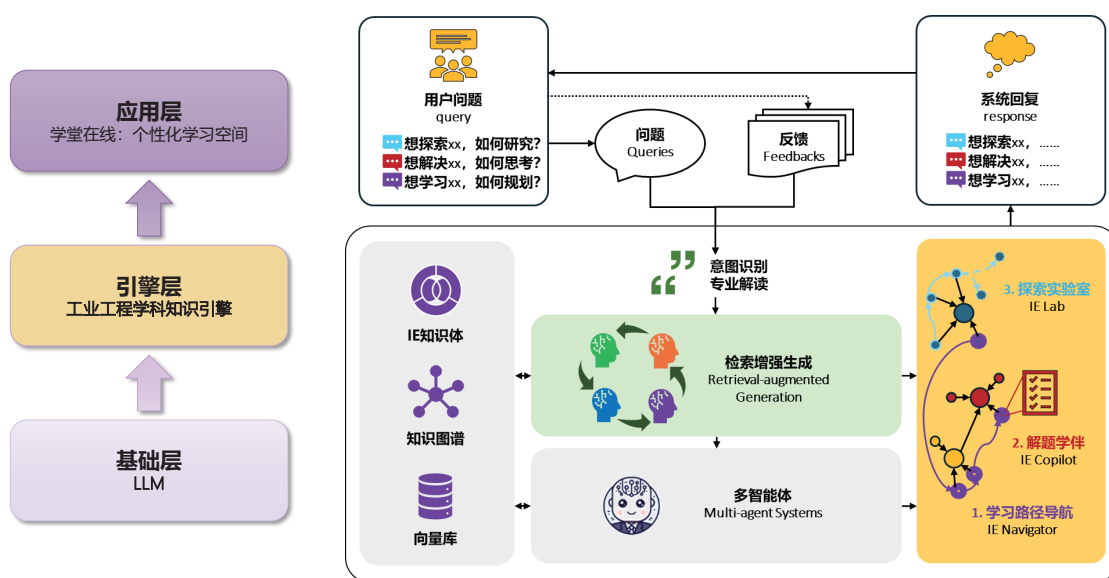 应用层
学堂在线：个性化学习空间
引擎层
工业工程学科知识引擎
基础层
LLM
用户问题
query
想探索xx，如何研究？
想解决xx，如何思考？
想学习xx，如何规划？
问题
Queries
反馈
Feedbacks
系统回复
response
想探索xx，……
想解决xx，……
想学习xx，……
意图识别
专业解读
IE知识体
知识图谱
向量库
检索增强生成
Retrieval-augmented
Generation
多智能体
Multi-agent Systems
3. 探索实验室
IE Lab
2. 解题学伴
IE Copilot
1. 学习路径导航
IE Navigator